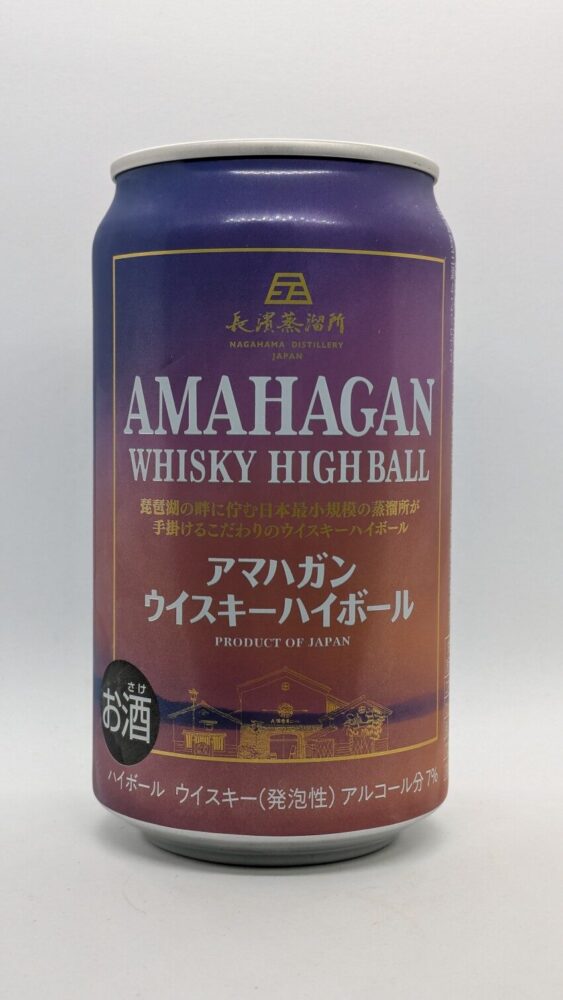 長濱蒸溜所
NAGAHAMA DISTILLERY
JAPAN
AMAHAGAN
WHISKY HIGHBALL
琵琶湖の畔に佇む日本最小規模の蒸溜所が
手掛けるこだわりのウイスキーハイボール
アマハガン
ウイスキーハイボール
PRODUCT OF JAPAN
さけ
お酒
ハイボール ウイスキー(発泡性) アルコール分 7%